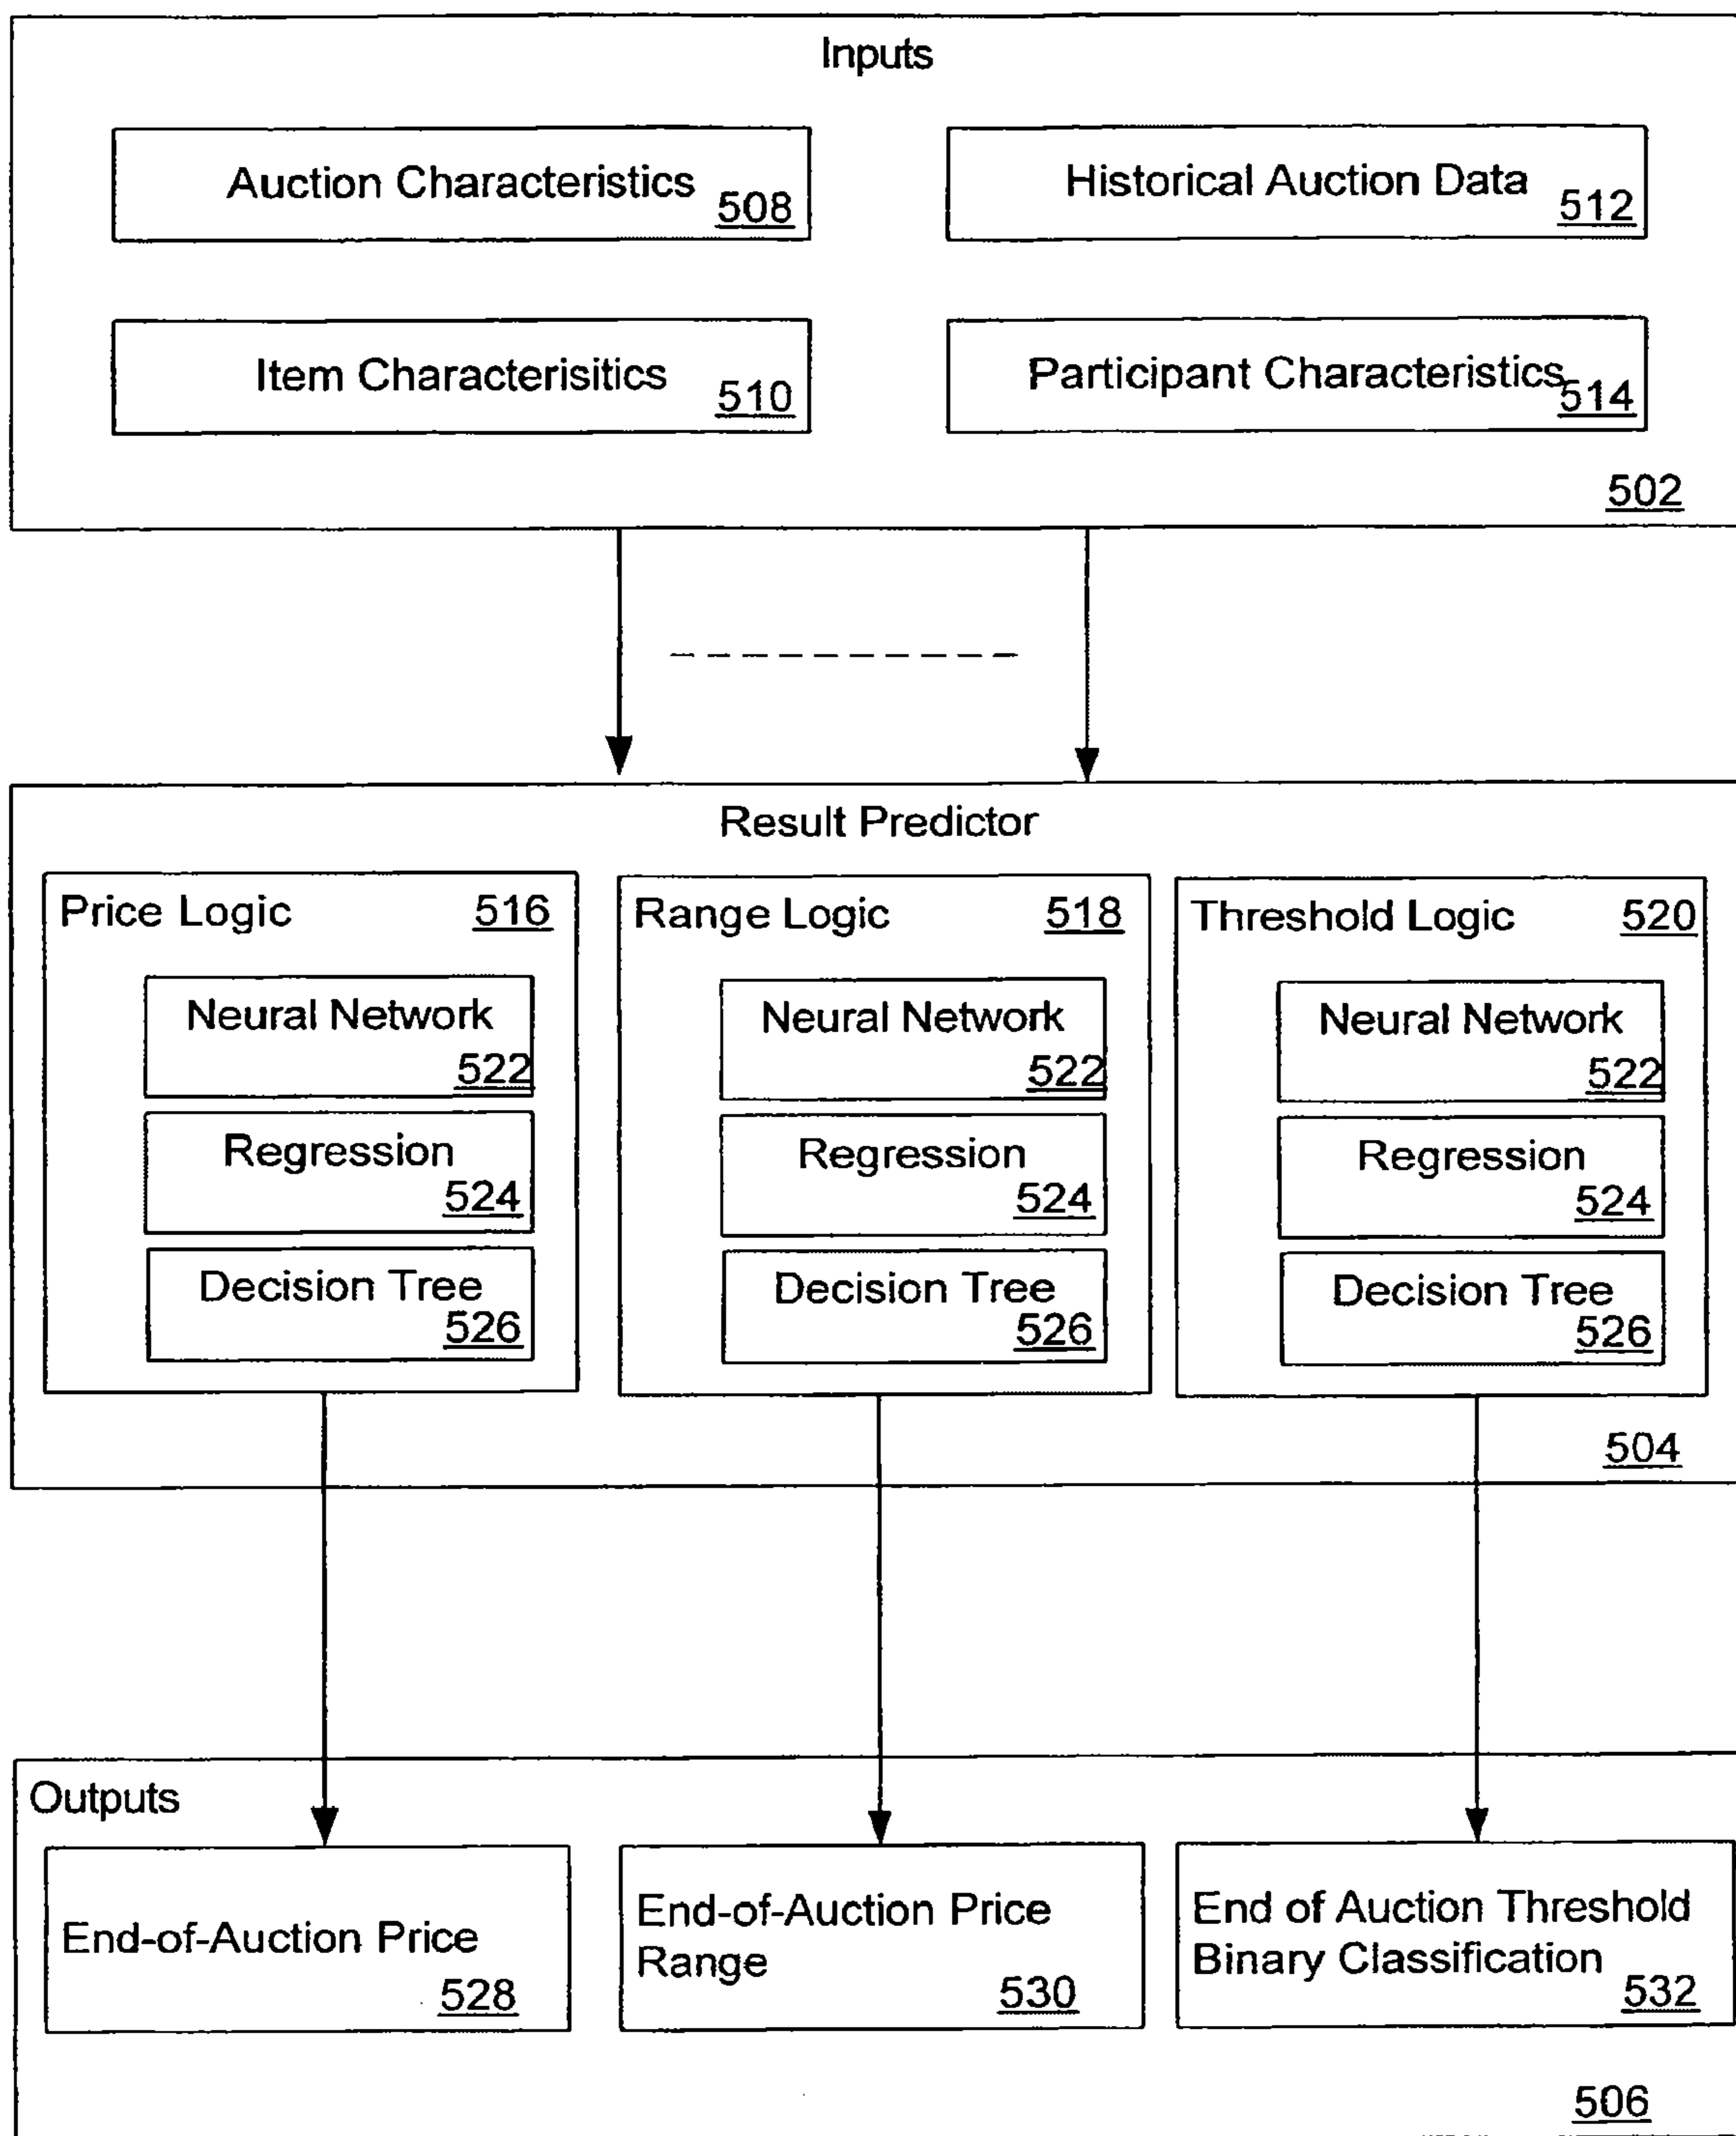 Inputs
Auction Characteristics
508
Historical Auction Data
512
Item Characterisitics
510
Participant Characteristics
514
502
Result Predictor
Price Logic
516
Neural Network
522
Regression
524
Decision Tree
526
Range Logic
518
Neural Network
522
Regression
524
Decision Tree
526
Threshold Logic
520
Neural Network
522
Regression
524
Decision Tree
526
504
Outputs
End-of-Auction Price
528
End-of-Auction Price
Range
530
End of Auction Threshold
Binary Classification
532
506